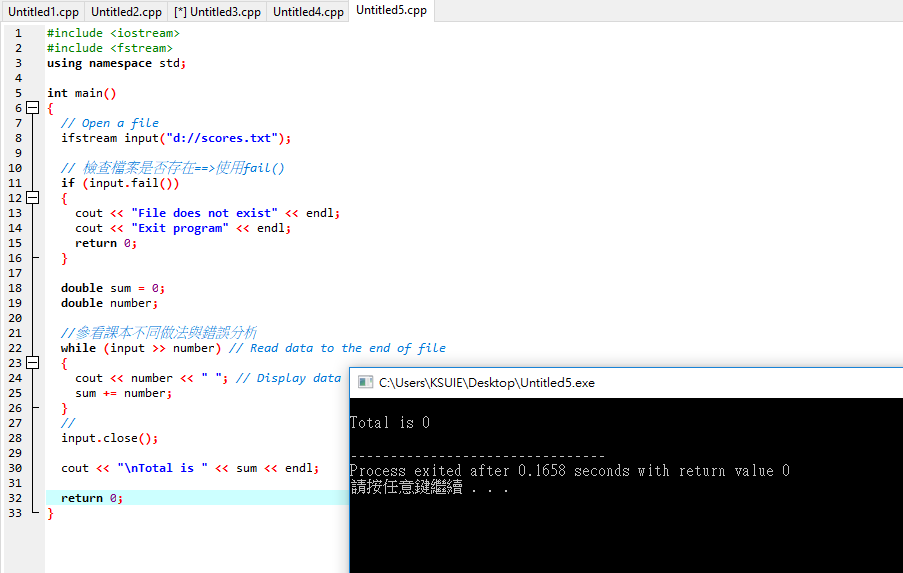 Untitled1.cpp Untitled2.cpp [*] Untitled3.cpp Untitled4.cpp Untitled5.cpp
1 #include <iostream>
2 #include <fstream>
3 using namespace std;
4
5 int main()
6 {
7 // Open a file
8 ifstream input("d://scores.txt");
9
10 // 檢查檔案是否存在==>使用fail()
11 if (input.fail())
12 {
13 cout << "File does not exist" << endl;
14 cout << "Exit program" << endl;
15 return 0;
16 }
17
18 double sum = 0;
19 double number;
20
21 //參看課本不同做法與錯誤分析
22 while (input >> number) // Read data to the end of file
23 {
24 cout << number << " "; // Display data
25 sum += number;
26 }
27 //
28 input.close();
29
30 cout << "\nTotal is " << sum << endl;
31
32 return 0;
33 }
C:\Users\KSUIE\Desktop\Untitled5.exe
Total is 0
--------------------------------
Process exited after 0.1658 seconds with return value 0
請按任意鍵繼續 . . .